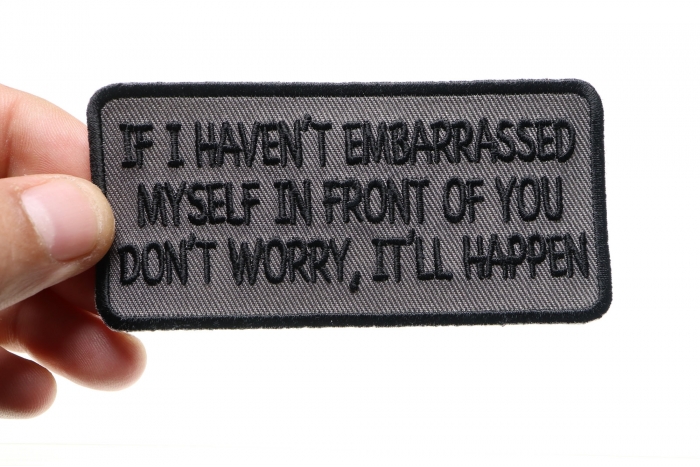 IF I HAVEN'T EMBARRASSED
MYSELF IN FRONT OF YOU
DON'T WORRY, IT'LL HAPPEN